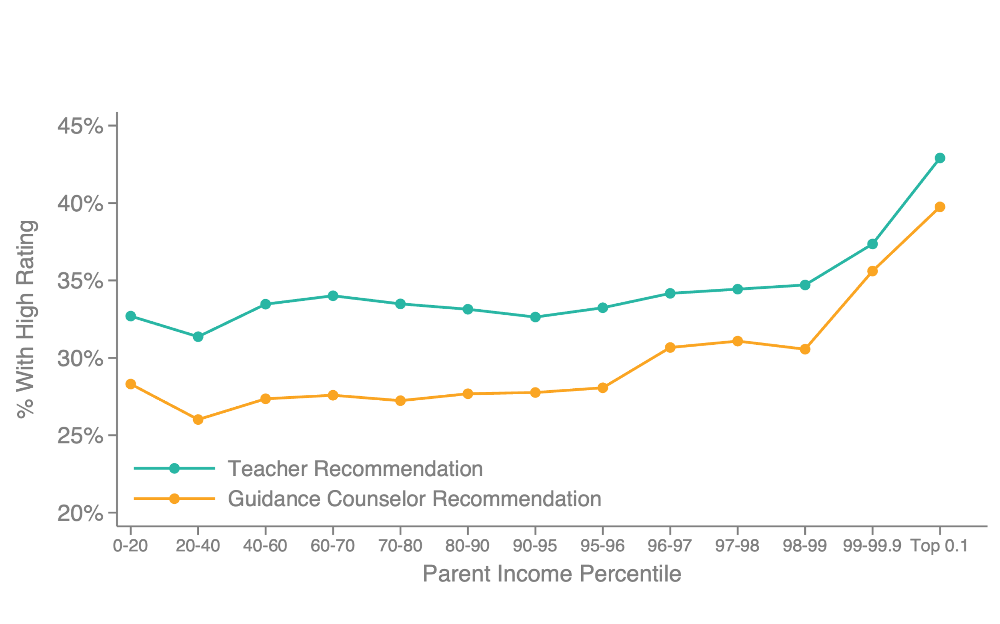 45%
40%
35%
30%
25%
20%
% With High Rating
Teacher Recommendation
Guidance Counselor Recommendation
0-20 20-40 40-60 60-70 70-80 80-90 90-95 95-96 96-97 97-98 98-99 99-99.9 Top 0.1
Parent Income Percentile